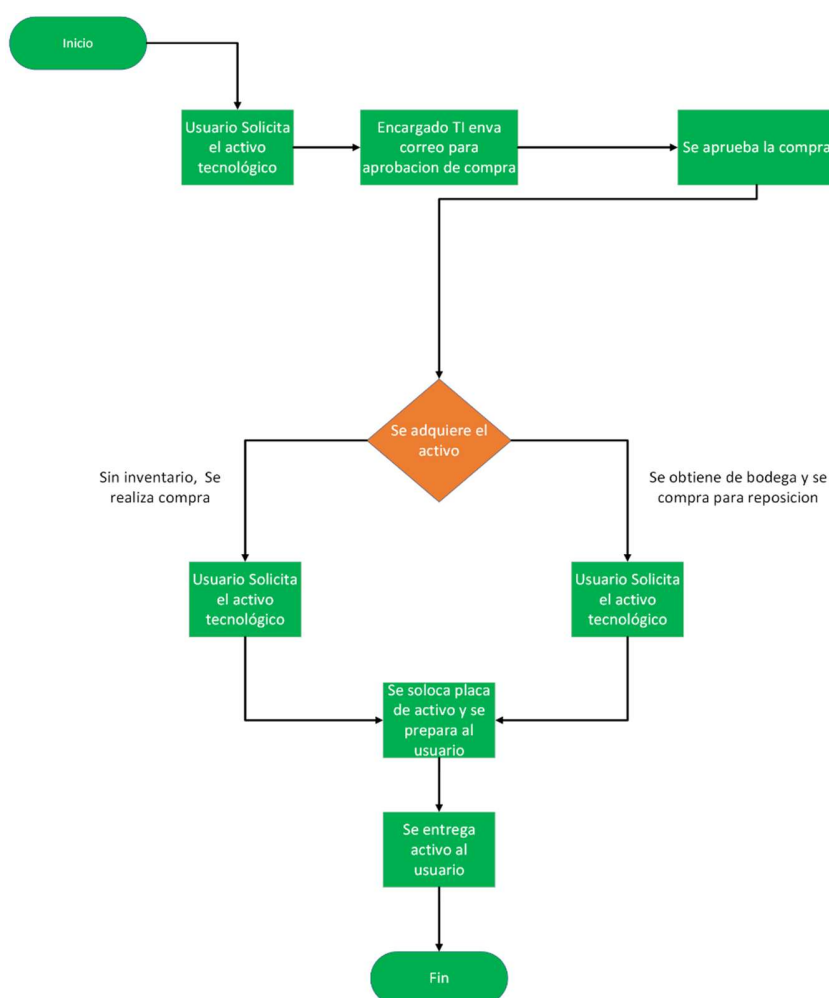 Inicio
Usuario Solicita
el activo
tecnológico
Encargado TI enva
correo para
aprobacion de compra
Se aprueba la compra
Se adquiere el
activo
Sin inventario, Se
realiza compra
Se obtiene de bodega y se
compra para reposicion
Usuario Solicita
el activo
tecnológico
Usuario Solicita
el activo
tecnológico
Se soloca placa
de activo y se
prepara al
usuario
Se entrega
activo al
usuario
Fin